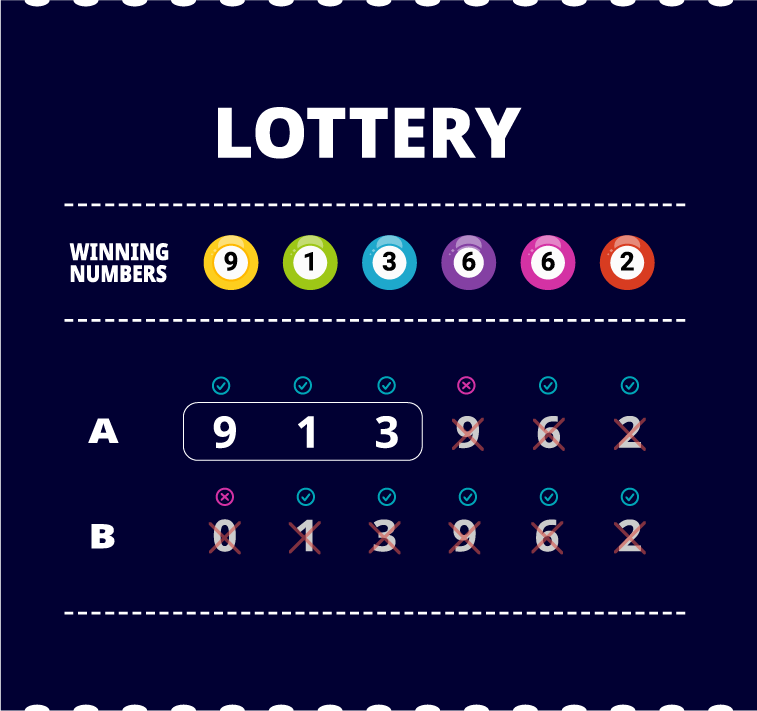 LOTTERY
WINNING
NUMBERS
9 1 3 6 6 2
A 9 1 3 9 6 2
B 0 1 3 9 6 2